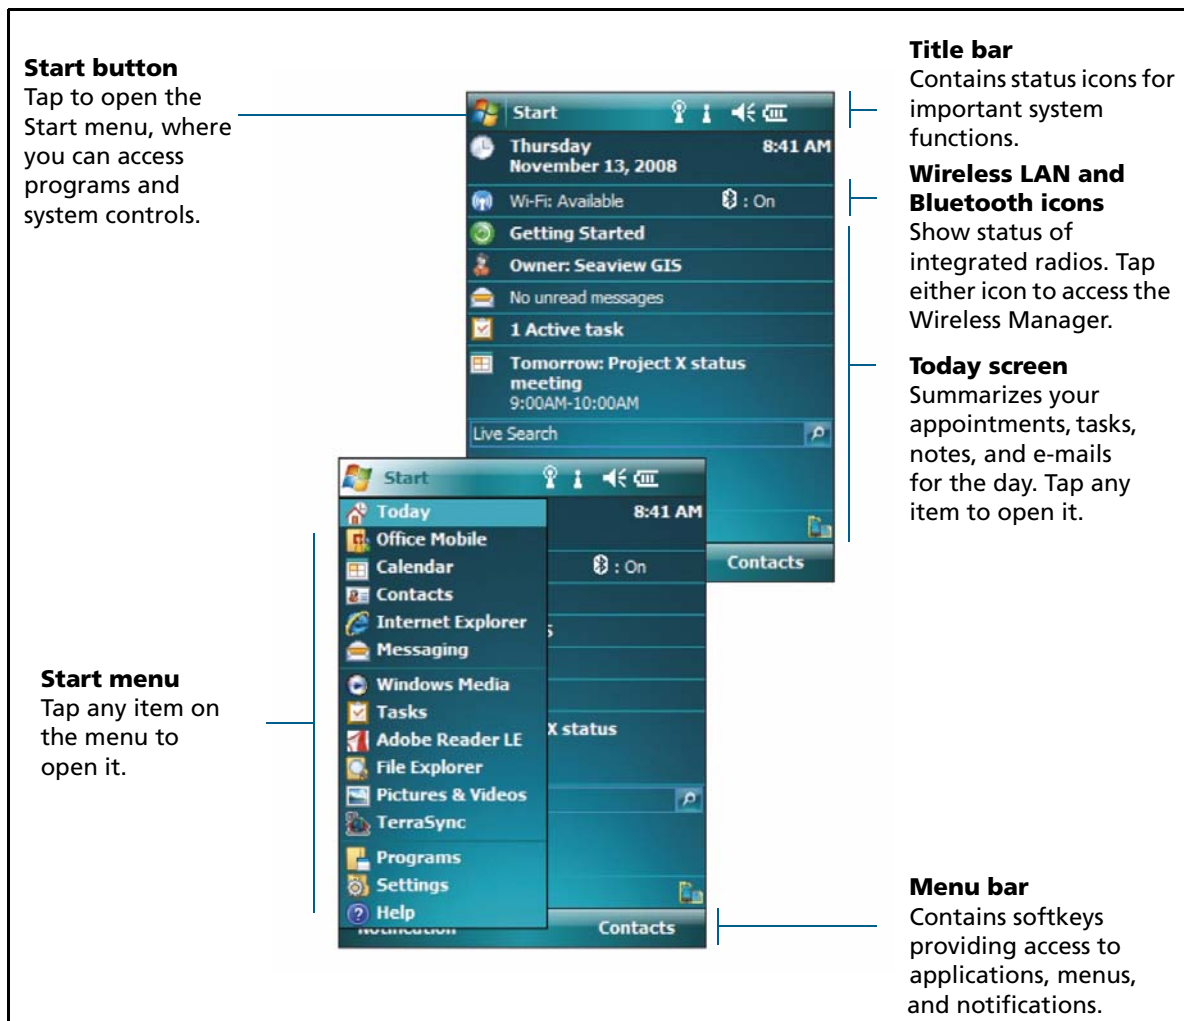 Start button
Tap to open the
Start menu, where
you can access
programs and
system controls.
Title bar
Contains status icons for
important system
functions.
Wireless LAN and
Bluetooth icons
Show status of
integrated radios. Tap
either icon to access the
Wireless Manager.
Today screen
Summarizes your
appointments, tasks,
notes, and e-mails
for the day. Tap any
item to open it.
Start
Thursday 8:41 AM
November 13, 2008
Wi-Fi: Available : On
Getting Started
Owner: Seaview GIS
No unread messages
1 Active task
Tomorrow: Project X status
meeting
9:00AM-10:00AM
Live Search
Contacts
Start menu
Tap any item on
the menu to
open it.
Start
Today 8:41 AM
Office Mobile
Calendar : On
Contacts
Internet Explorer
Messaging
Windows Media
Tasks
X status
Adobe Reader LE
File Explorer
Pictures & Videos
TerraSync
Programs
Settings
Help
Notification Contacts
Menu bar
Contains softkeys
providing access to
applications, menus,
and notifications.